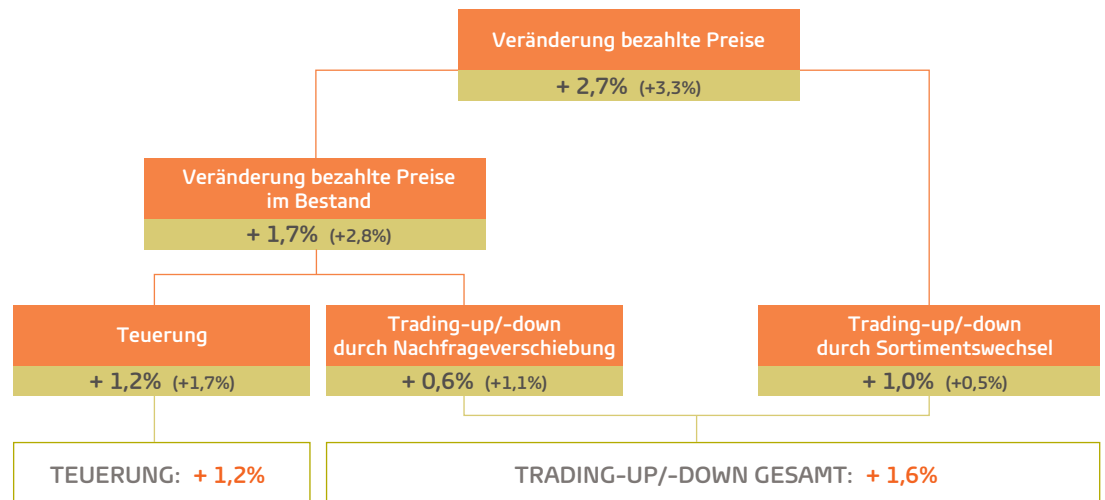 Veränderung bezahlte Preise
+ 2,7% (+3,3%)
Veränderung bezahlte Preise
im Bestand
+ 1,7% (+2,8%)
Teuerung
+ 1,2% (+1,7%)
Trading-up/-down
durch Nachfrageverschiebung
+ 0,6% (+1,1%)
Trading-up/-down
durch Sortimentswechsel
+ 1,0% (+0,5%)
TEUERUNG: + 1,2%
TRADING-UP/-DOWN GESAMT: + 1,6%